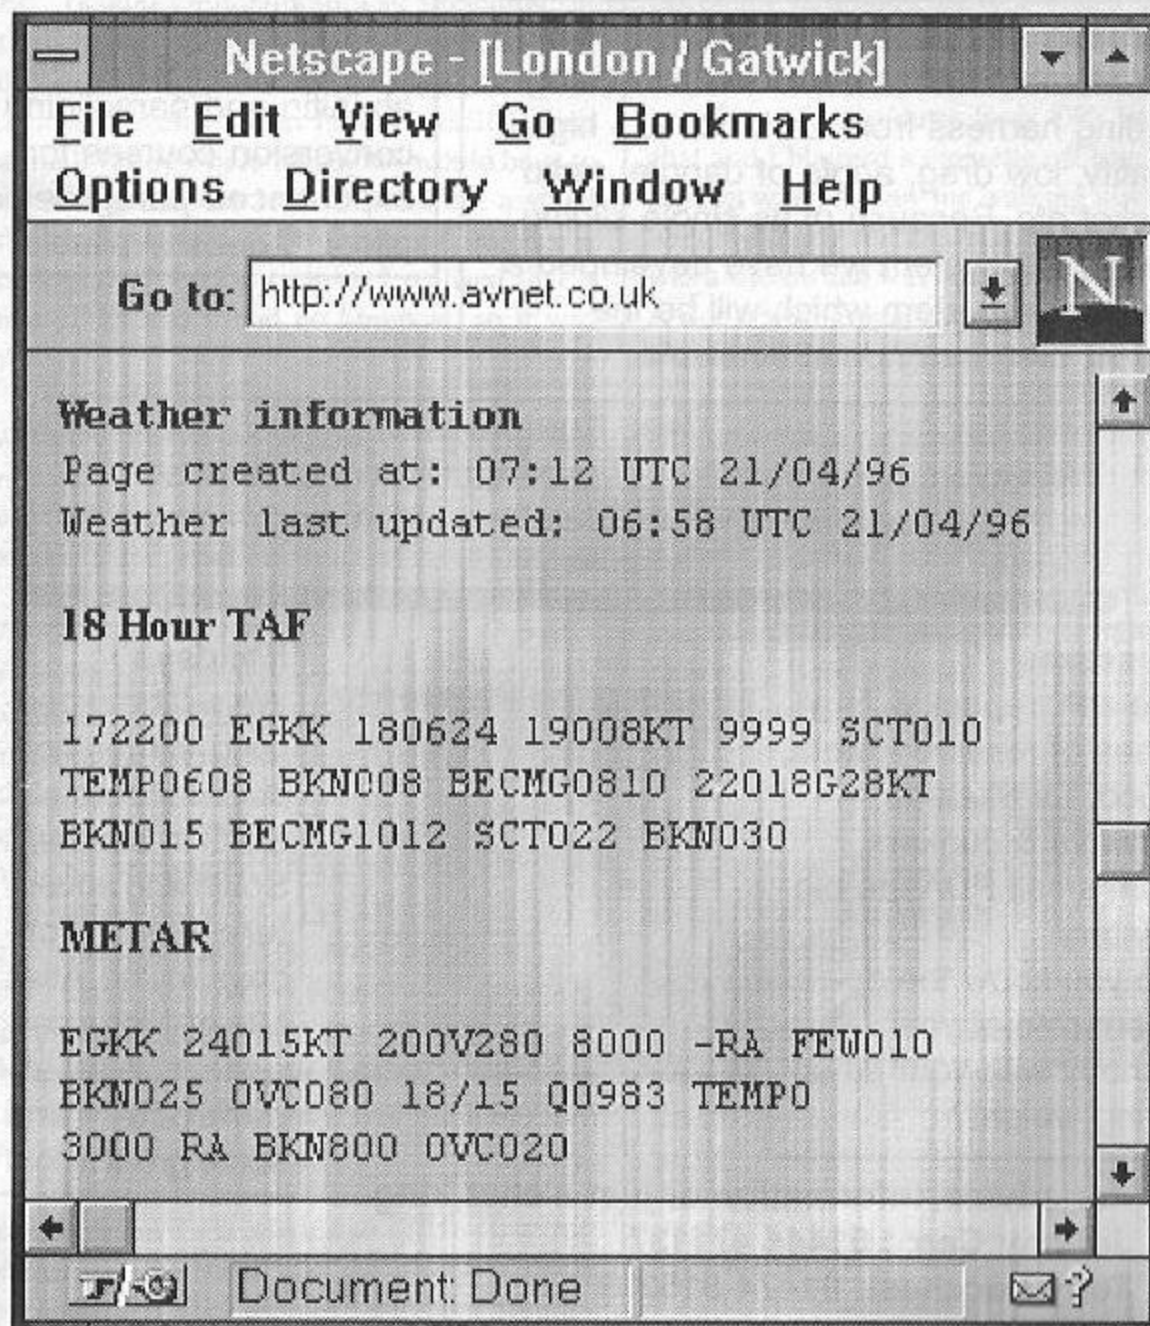 Netscape - [London / Gatwick]
File Edit View Go Bookmarks
Options Directory Window Help
Go to: http://www.avnet.co.uk
N
Weather information
Page created at: 07:12 UTC 21/04/96
Weather last updated: 06:58 UTC 21/04/96
18 Hour TAF
172200 EGKK 180624 19008KT 9999 SCT010
TEMP0608 BKN008 BECMG0810 22018G28KT
BKN015 BECMG1012 SCT022 BKN030
METAR
EGKK 24015KT 200V280 8000 -RA FEW010
BKN025 OVC080 18/15 Q0983 TEMPO
3000 RA BKN800 OVC020
Document: Done
?